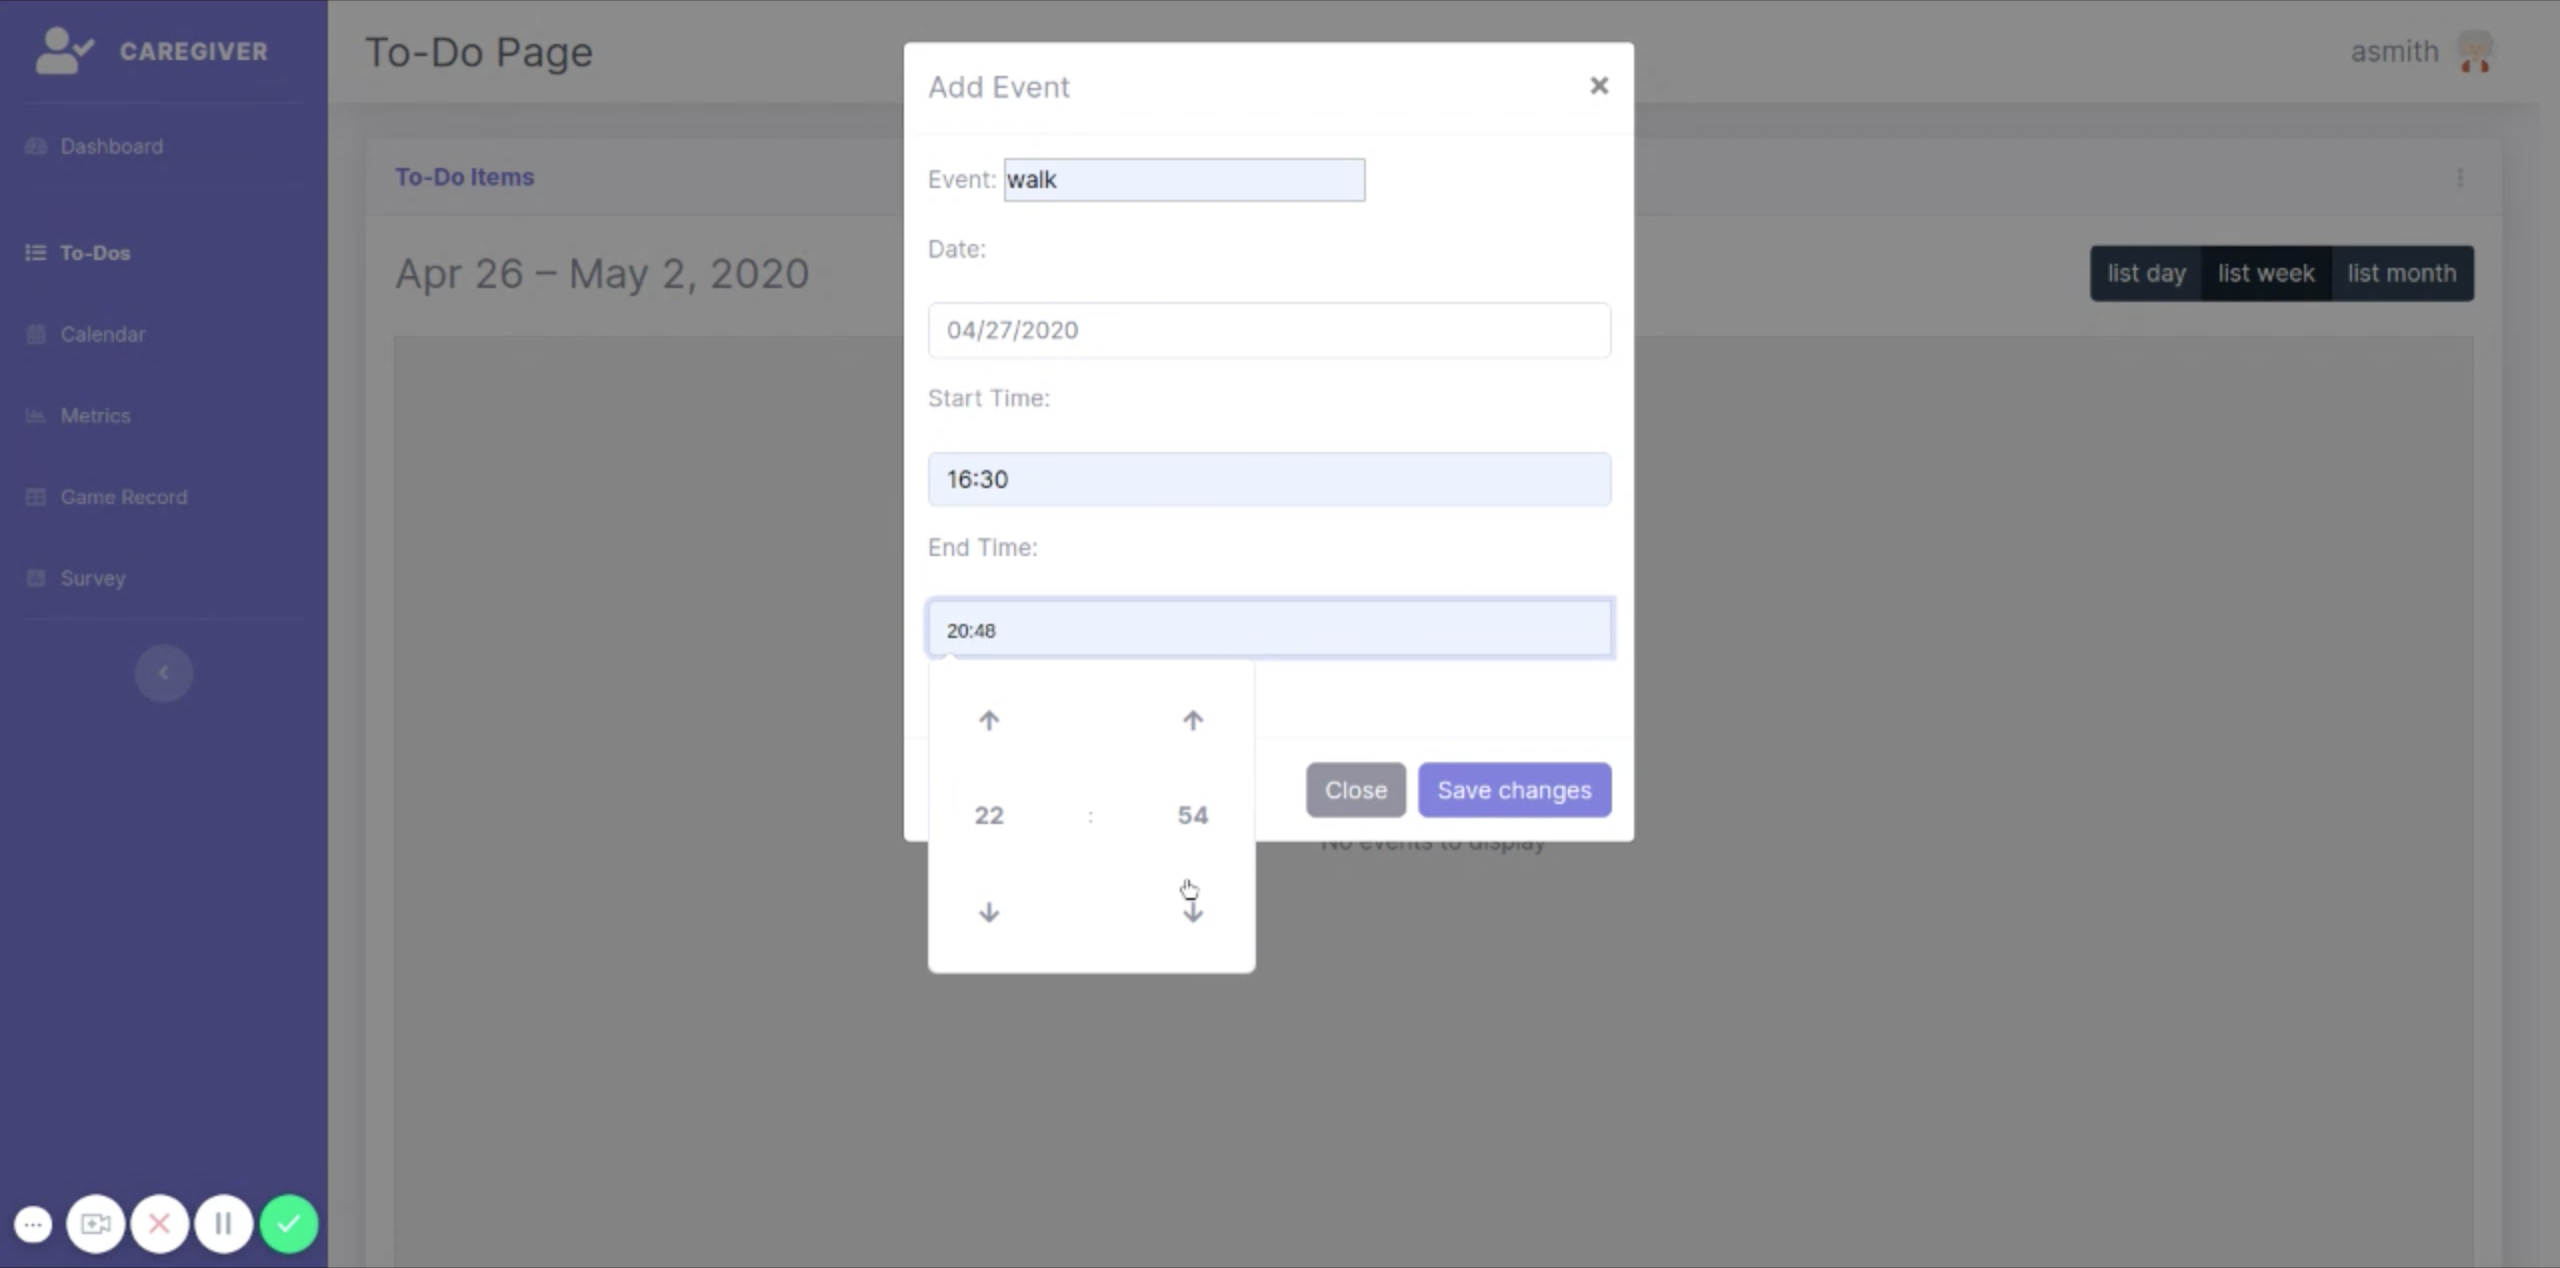 CAREGIVER
To-Do Page
asmith
Dashboard
To-Dos
Calendar
Metrics
Game Record
Survey
To-Do Items
Apr 26 – May 2, 2020
list day
list week
list month
Add Event
Event: walk
Date:
04/27/2020
Start Time:
16:30
End Time:
20:48
22 : 54
Close
Save changes
No events to display